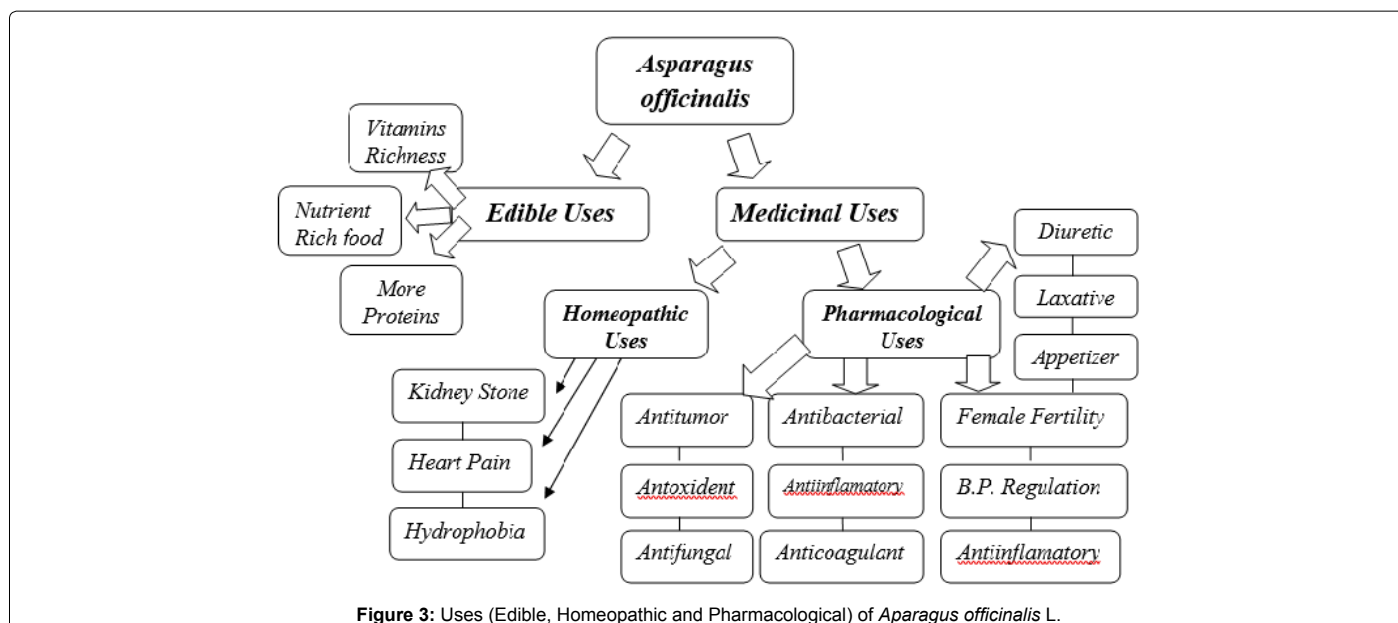 Asparagus
officinalis
Vitamins
Richness
Edible Uses
Medicinal Uses
Nutrient
Rich food
More
Proteins
Diuretic
Laxative
Appetizer
Homeopathic
Uses
Pharmacological
Uses
Kidney Stone
Heart Pain
Hydrophobia
Antitumor
Antibacterial
Female Fertility
Antoxident
Antiinflamatory
B.P. Regulation
Antifungal
Anticoagulant
Antiinflamatory
Figure 3: Uses (Edible, Homeopathic and Pharmacological) of Aparagus officinalis L.